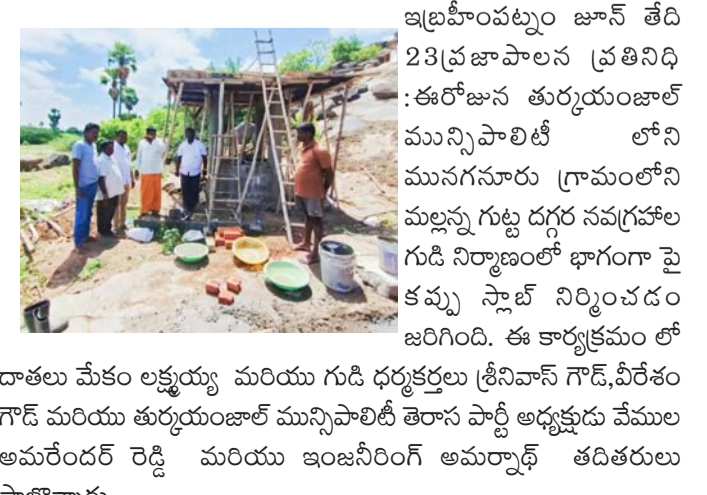 ఇబ్రహీంపట్నం జూన్ తేది
23ప్రజాపాలన ప్రతినిధి
:ఈరోజున తుర్కయంజాల్
మున్సిపాలిటీ లోని
మునగనూరు గ్రామంలోని
మల్లన్న గుట్ట దగ్గర నవగ్రహాల
గుడి నిర్మాణంలో భాగంగా పై
కప్పు స్లాబ్ నిర్మించడం
జరిగింది. ఈ కార్యక్రమం లో
దాతలు మేకం లక్ష్మయ్య మరియు గుడి ధర్మకర్తలు శ్రీనివాస్ గౌడ్,వీరేశం
గౌడ్ మరియు తుర్కయంజాల్ మున్సిపాలిటీ తెరాస పార్టీ అధ్యక్షుడు వేముల
అమరేందర్ రెడ్డి మరియు ఇంజనీరింగ్ అమర్నాథ్ తదితరులు